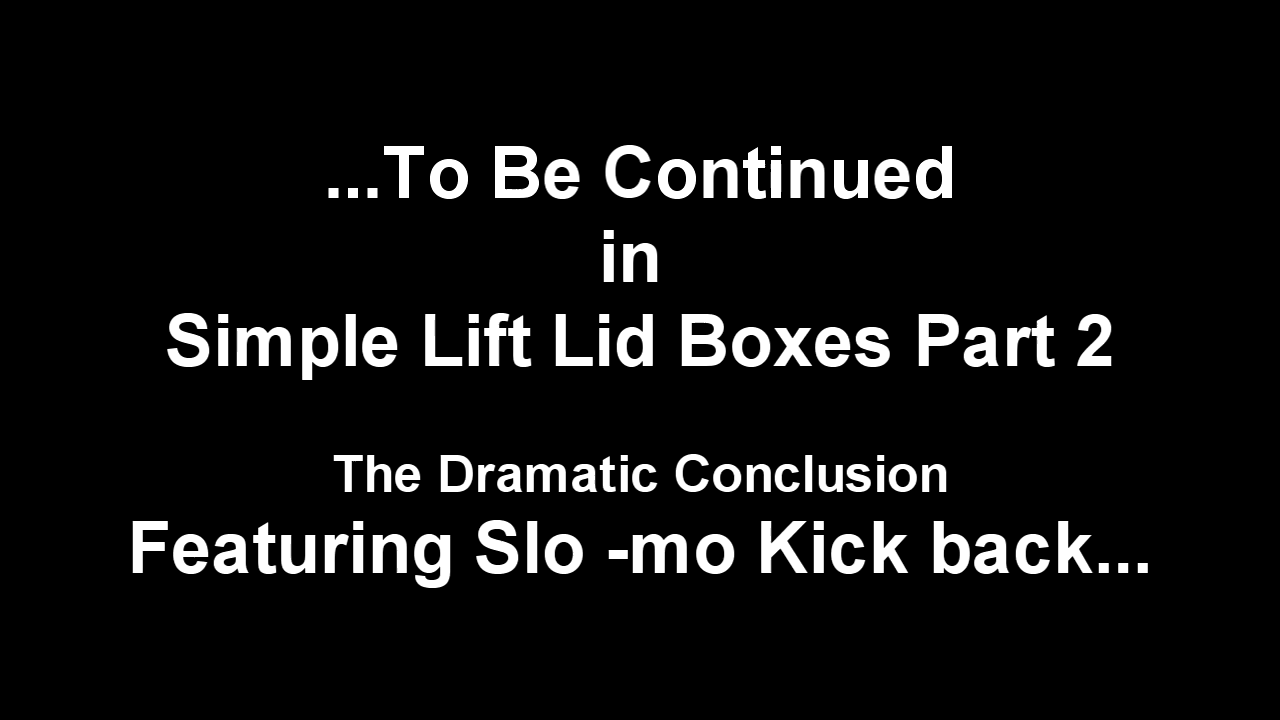 ...To Be Continued
in
Simple Lift Lid Boxes Part 2
The Dramatic Conclusion
Featuring Slo -mo Kick back...